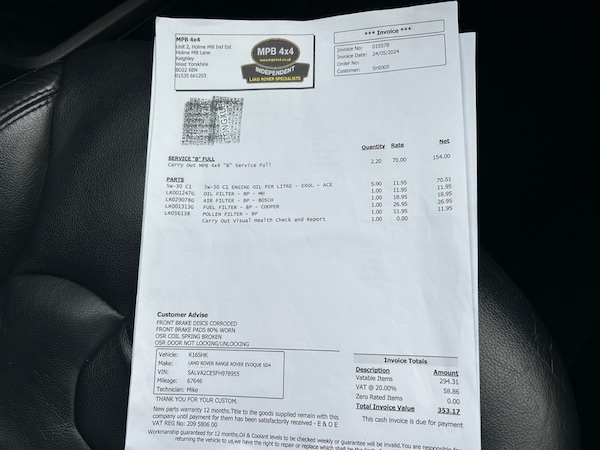 MPB 4x4
Unit 2, Holme Mill Ind Est
Holme Mill Lane
Keighley
West Yorkshire
BD22 6BN
01535 661203
MPB 4x4
INDEPENDENT
LAND ROVER SPECIALISTS
*** Invoice ***
Invoice No: 015578
Invoice Date: 24/05/2024
Order No:
Customer: SHE005
Quantity Rate Net
SERVICE "B" FULL
Carry Out MPB 4x4 "B" Service Full 2.20 70.00 154.00
PARTS
5W-30 C1 5W-30 C1 ENGINE OIL PER LITRE - EXOL - ACE 5.90 11.95 70.51
LR001247G OIL FILTER - BP - MH 1.00 11.95 11.95
LR029078G AIR FILTER - BP - BOSCH 1.00 18.95 18.95
LR001313G FUEL FILTER - BP - COOPER 1.00 26.95 26.95
LR056138 POLLEN FILTER - BP 1.00 11.95 11.95
Carry Out Visual Health Check and Report 1.00 0.00
Customer Advise
FRONT BRAKE DISCS CORRODED
FRONT BRAKE PADS 80% WORN
OSR COIL SPRING BROKEN
OSR DOOR NOT LOCKING/UNLOCKING
Vehicle: K16SHK
Make: LAND ROVER RANGE ROVER EVOQUE SD4
VIN: SALVA2CE5FH978955
Mileage: 67646
Technician: Mike
THANK YOU FOR YOUR CUSTOM.
Invoice Totals
Description Amount
Vatable Items 294.31
VAT @ 20.00% 58.86
Zero Rated Items 0.00
Total Invoice Value 353.17
This cash invoice is due for payment
New parts warranty 12 months.Title to the goods supplied remain with this
company until payment for them has been satisfactorily received - E & O E
VAT REG No: 209 5806 00
Workmanship guaranteed for 12 months.Oil & Coolant levels to be checked weekly or guarantee will be invalid.You are responsible for
returning the vehicle to us,we have the right to repair or replace which